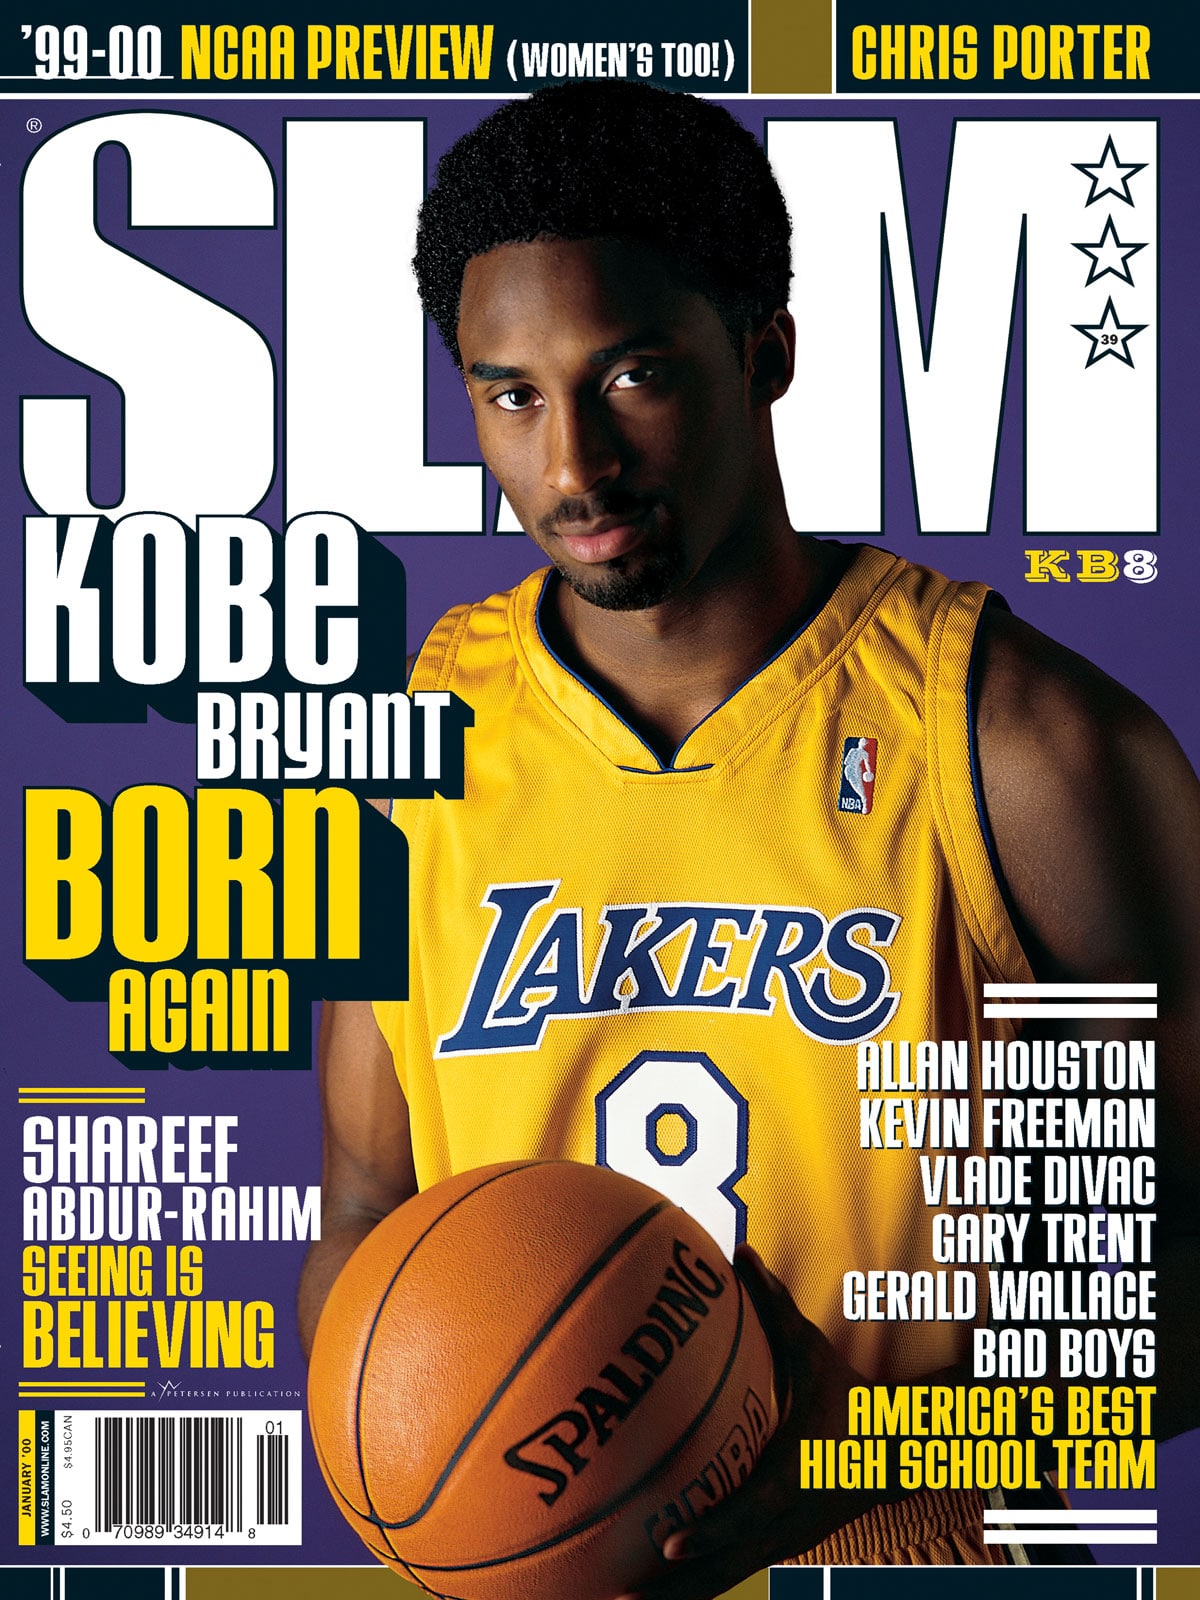 '99-00 NCAA PREVIEW (WOMEN'S TOO!)
CHRIS PORTER
®
SLAM
39
KB8
KOBE
BRYANT
BORN
AGAIN
SHAREEF
ABDUR-RAHIM
SEEING IS
BELIEVING
A PETERSEN PUBLICATION
JANUARY '00
WWW.SLAMONLINE.COM
$4.50 $4.95CAN
01
0 70989 34914 8
NBA
LAKERS
8
SPALDING
ALLAN HOUSTON
KEVIN FREEMAN
VLADE DIVAC
GARY TRENT
GERALD WALLACE
BAD BOYS
AMERICA'S BEST
HIGH SCHOOL TEAM